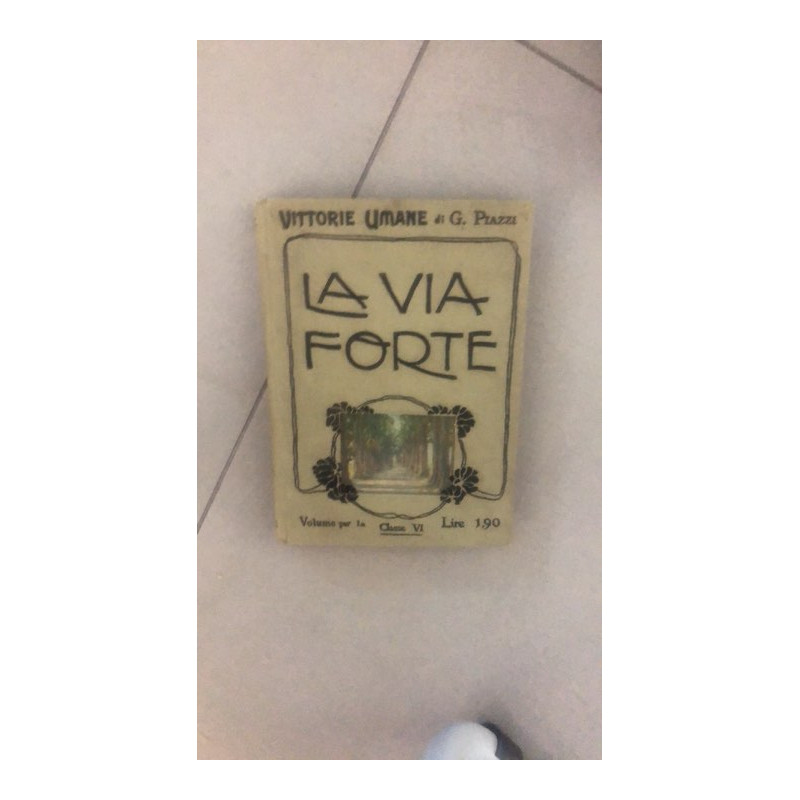 VITTORIE UMANE di G. PIAZZI
LA VIA
FORTE
Volume per la Classe VI Lire 1,90